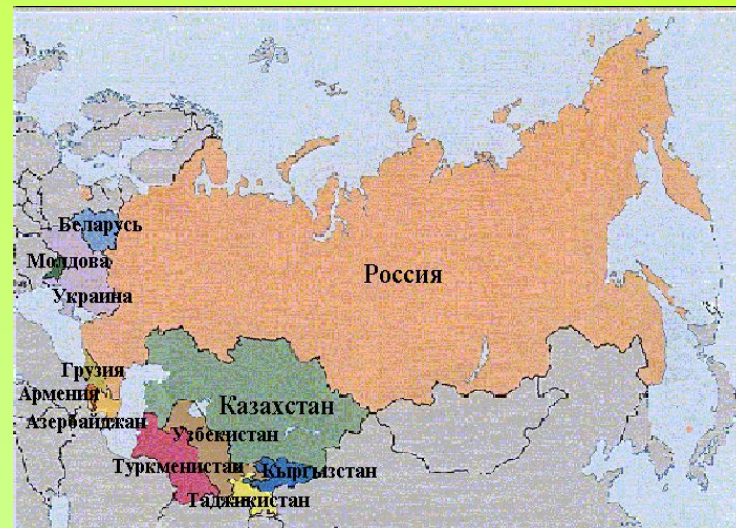 Беларусь
Молдова
Россия
Украина
Грузия
Армения
Казахстан
Азербайджан
Узбекистан
Туркменистан
Кыргызстан
Таджикистан